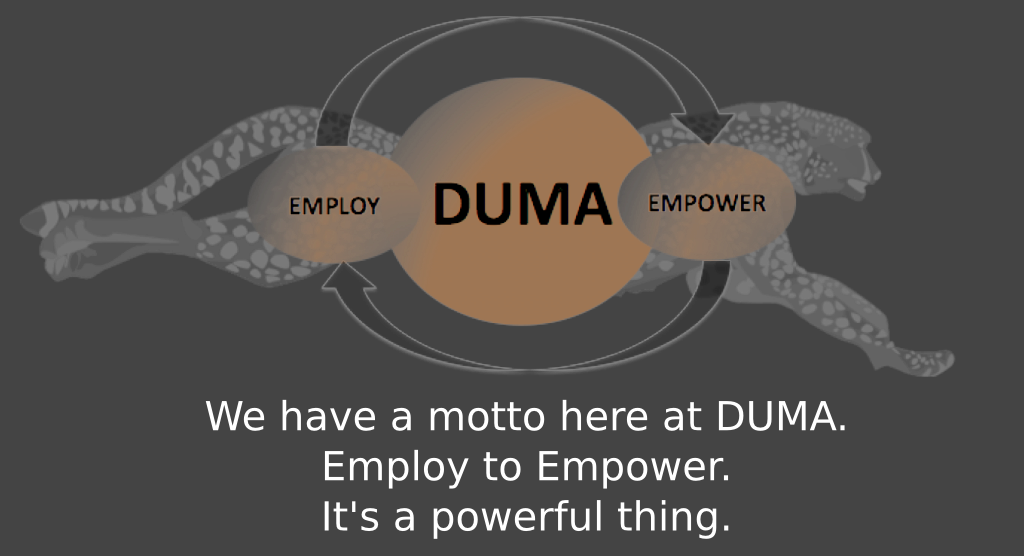 EMPLOY
DUMA
EMPOWER
We have a motto here at DUMA.
Employ to Empower.
It's a powerful thing.